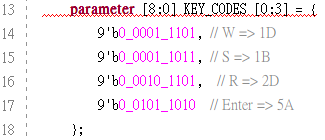 13 parameter [8:0] KEY_CODES [0:3] = {
14 9'b0_0001_1101, // W => 1D
15 9'b0_0001_1011, // S => 1B
16 9'b0_0010_1101, // R => 2D
17 9'b0_0101_1010 // Enter => 5A
18 };